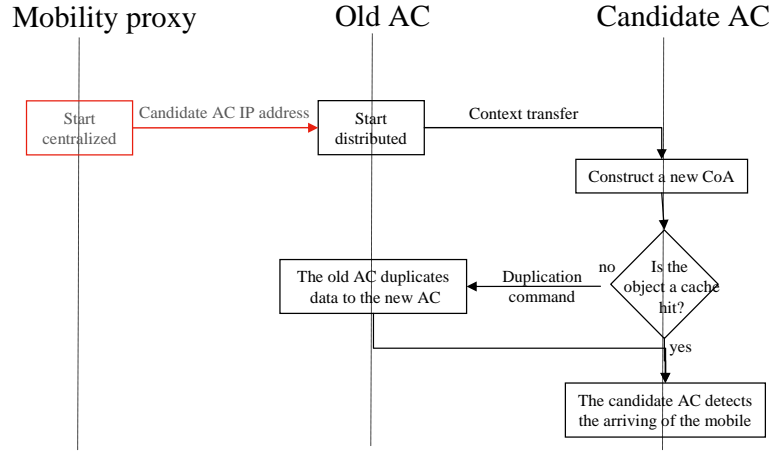 Mobility proxy
Old AC
Candidate AC
Start
centralized
Candidate AC IP address
Start
distributed
Context transfer
Construct a new CoA
Is the
object a cache
hit?
no
Duplication
command
The old AC duplicates
data to the new AC
yes
The candidate AC detects
the arriving of the mobile